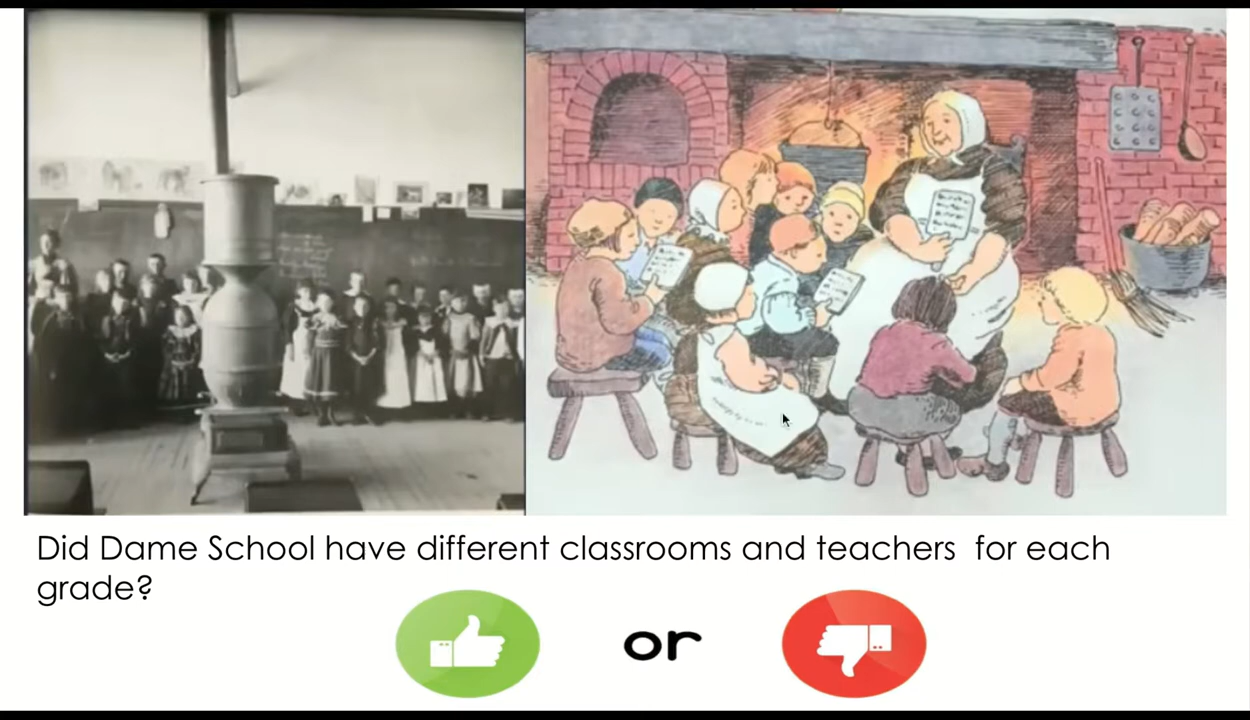 Did Dame School have different classrooms and teachers  for each
grade?
or